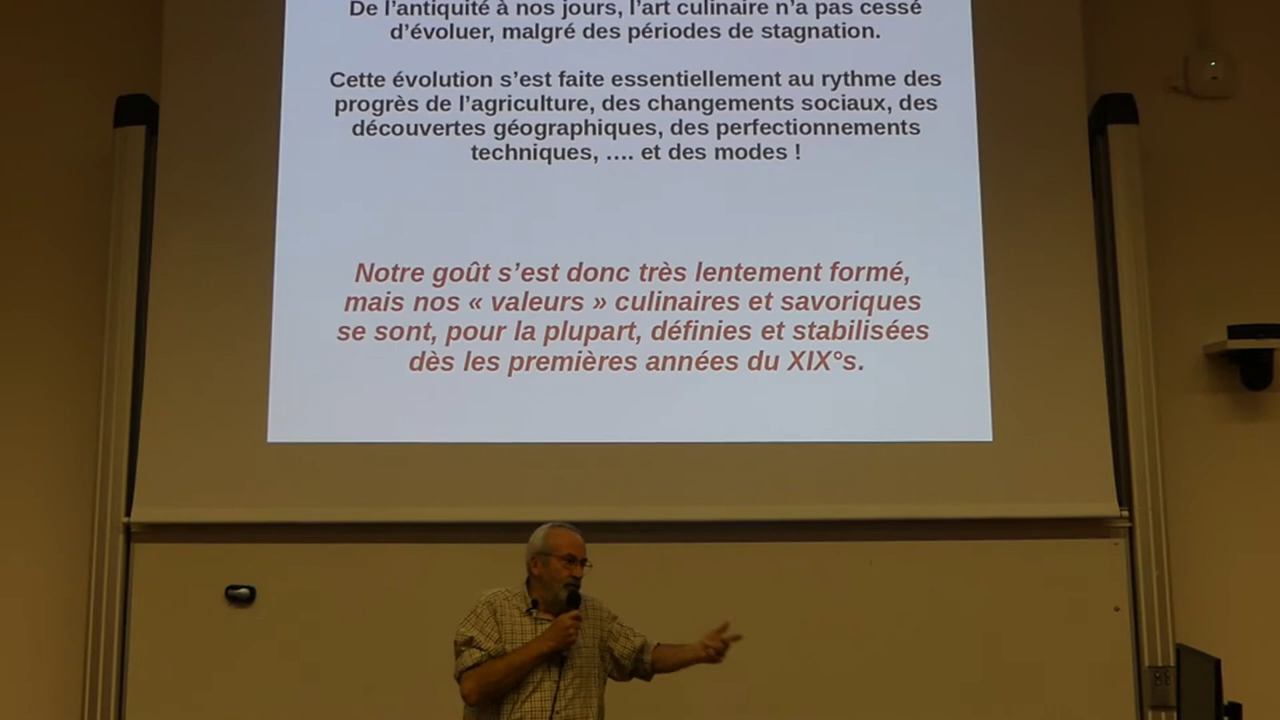 De l’antiquité à nos jours, l’art culinaire n’a pas cessé
d’évoluer, malgré des périodes de stagnation.
Cette évolution s’est faite essentiellement au rythme des
progrès de l’agriculture, des changements sociaux, des
découvertes géographiques, des perfectionnements
techniques, …. et des modes !
Notre goût s’est donc très lentement formé,
mais nos « valeurs » culinaires et savoriques
se sont, pour la plupart, définies et stabilisées
dès les premières années du XIX°s.